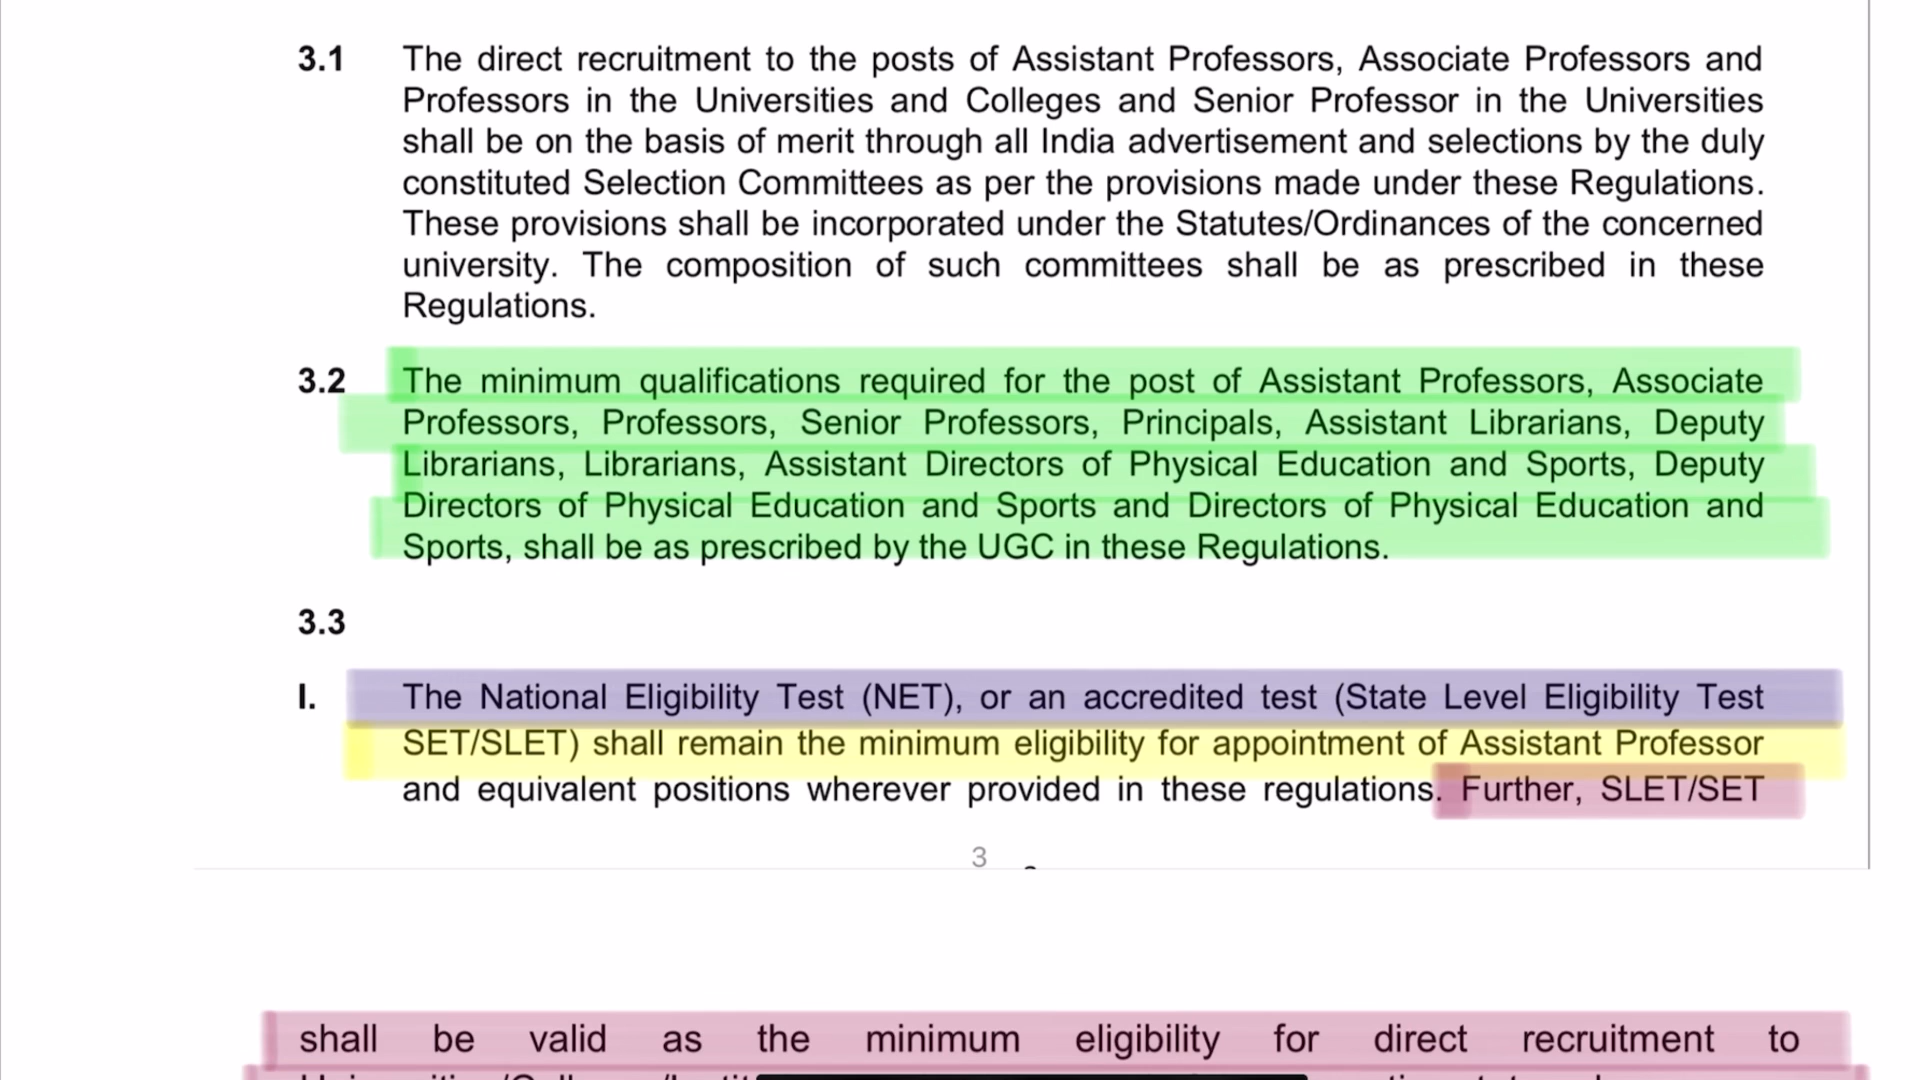 3.1 The direct recruitment to the posts of Assistant Professors, Associate Professors and
Professors in the Universities and Colleges and Senior Professor in the Universities
shall be on the basis of merit through all India advertisement and selections by the duly
constituted Selection Committees as per the provisions made under these Regulations.
These provisions shall be incorporated under the Statutes/Ordinances of the concerned
university. The composition of such committees shall be as prescribed in these
Regulations.
3.2 The minimum qualifications required for the post of Assistant Professors, Associate
Professors, Professors, Senior Professors, Principals, Assistant Librarians, Deputy
Librarians, Librarians, Assistant Directors of Physical Education and Sports, Deputy
Directors of Physical Education and Sports and Directors of Physical Education and
Sports, shall be as prescribed by the UGC in these Regulations.
3.3
I. The National Eligibility Test (NET), or an accredited test (State Level Eligibility Test
SET/SLET) shall remain the minimum eligibility for appointment of Assistant Professor
and equivalent positions wherever provided in these regulations. Further, SLET/SET
3
shall be valid as the minimum eligibility for direct recruitment to